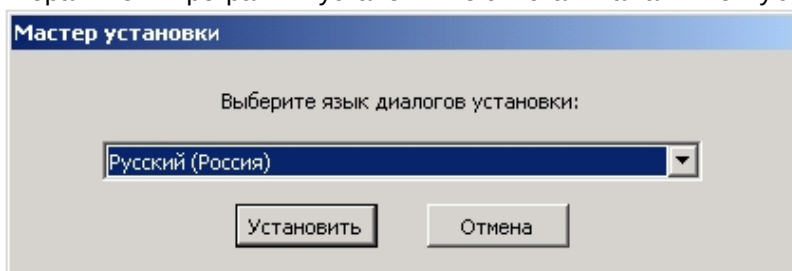 Мастер установки
Выберите язык диалогов установки:
Русский (Россия)
Установить
Отмена